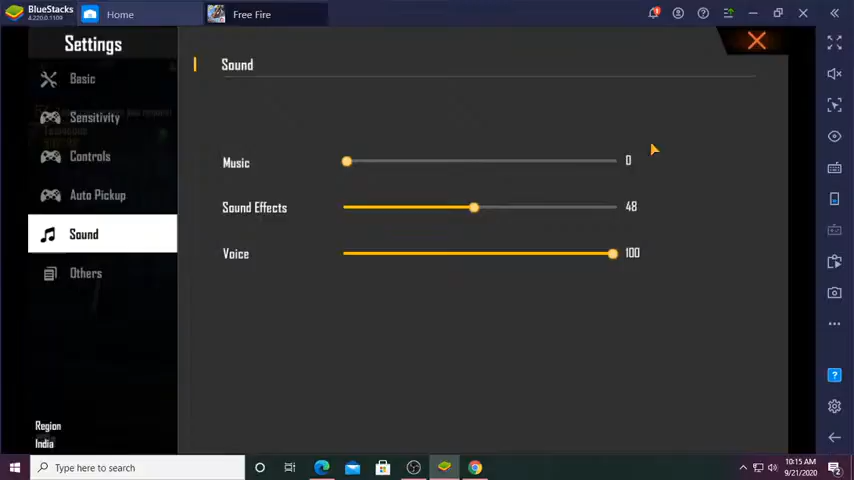 BlueStacks
4.220.0.1109
Home
Free Fire
Settings
Sound
Basic
Sensitivity
Controls
Auto Pickup
Sound
Others
Music
0
Sound Effects
48
Voice
100
Region
India
Type here to search
10:15 AM
9/21/2020